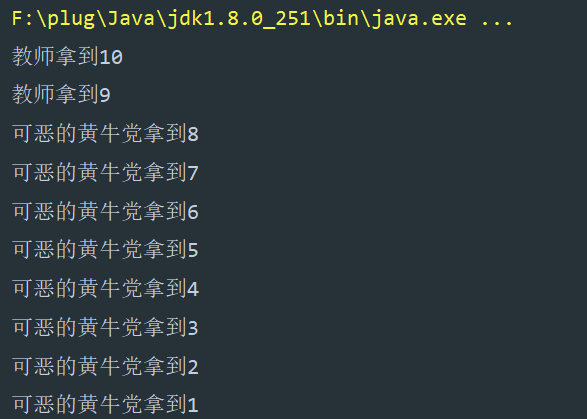 F:\plug\Java\jdk1.8.0_251\bin\java.exe ...
教师拿到10
教师拿到9
可恶的黄牛党拿到8
可恶的黄牛党拿到7
可恶的黄牛党拿到6
可恶的黄牛党拿到5
可恶的黄牛党拿到4
可恶的黄牛党拿到3
可恶的黄牛党拿到2
可恶的黄牛党拿到1